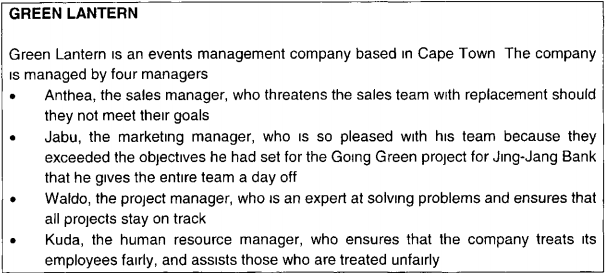 GREEN LANTERN
Green Lantern is an events management company based in Cape Town The company
is managed by four managers
• Anthea, the sales manager, who threatens the sales team with replacement should
they not meet their goals
• Jabu, the marketing manager, who is so pleased with his team because they
exceeded the objectives he had set for the Going Green project for Jing-Jang Bank
that he gives the entire team a day off
• Waldo, the project manager, who is an expert at solving problems and ensures that
all projects stay on track
• Kuda, the human resource manager, who ensures that the company treats its
employees fairly, and assists those who are treated unfairly